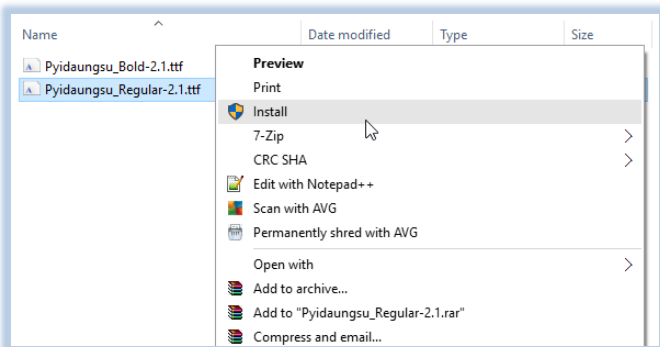 Name Date modified Type Size
Pyidaungsu_Bold-2.1.ttf
Pyidaungsu_Regular-2.1.ttf
Preview
Print
Install
7-Zip
CRC SHA
Edit with Notepad++
Scan with AVG
Permanently shred with AVG
Open with
Add to archive...
Add to "Pyidaungsu_Regular-2.1.rar"
Compress and email...